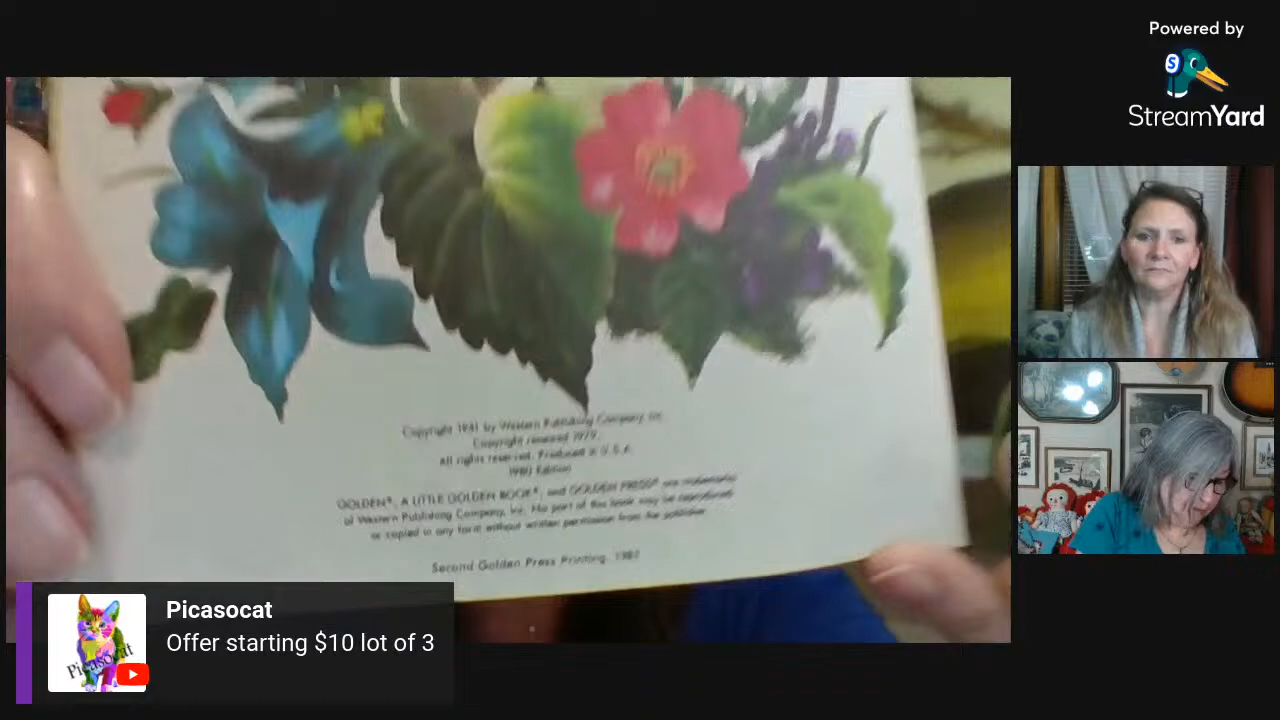 Powered by
StreamYard
Copyright 1951 by Western Publishing Company, Inc.
Copyright renewed 1979.
All rights reserved. Produced in U.S.A.
1980 Edition
GOLDEN®, A LITTLE GOLDEN BOOK®, and GOLDEN PRESS® are trademarks
of Western Publishing Company, Inc. No part of this book may be reproduced
or copied in any form without written permission from the publisher.
Second Golden Press Printing,
Picasocat
Picasocat
Offer starting $10 lot of 3